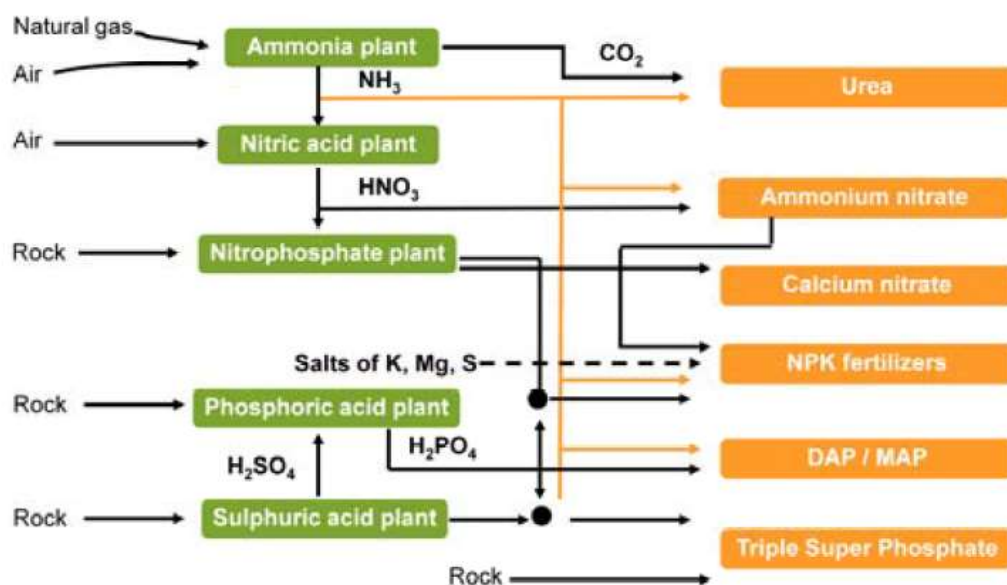 Natural gas
Ammonia plant
CO₂
Air
NH₃
Urea
Air
Nitric acid plant
HNO₃
Ammonium nitrate
Rock
Nitrophosphate plant
Calcium nitrate
Salts of K, Mg, S
NPK fertilizers
Rock
Phosphoric acid plant
H₂SO₄
H₂PO₄
DAP / MAP
Rock
Sulphuric acid plant
Triple Super Phosphate
Rock